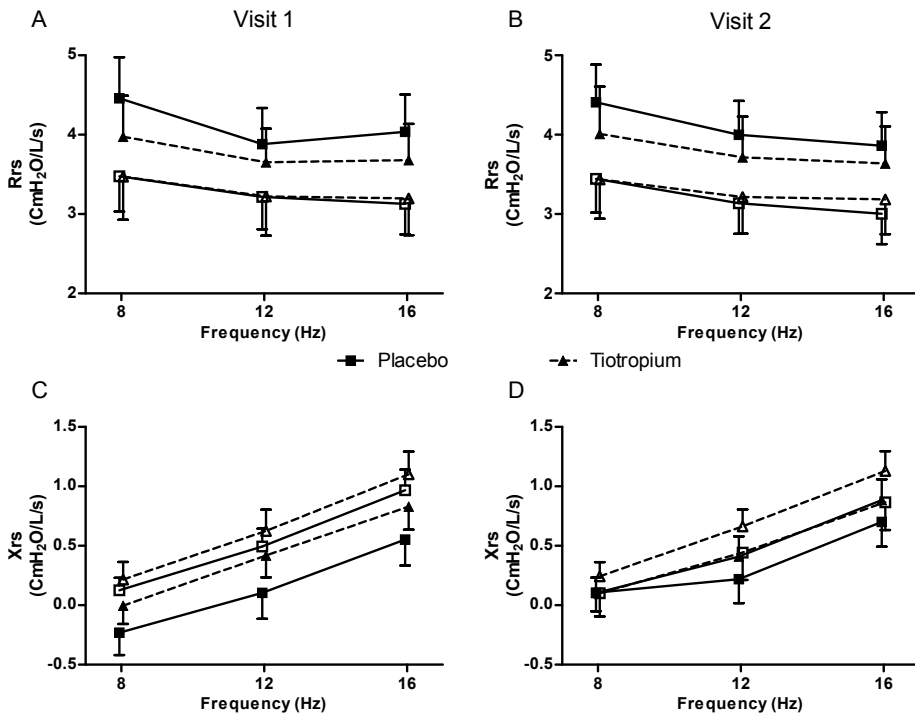 A
Visit 1
B
Visit 2
5
4
3
2
Rrs
(CmH₂O/L/s)
8
12
16
Frequency (Hz)
5
4
3
2
Rrs
(CmH₂O/L/s)
8
12
16
Frequency (Hz)
Placebo
Tiotropium
C
D
1.5
1.0
0.5
0.0
-0.5
Xrs
(CmH₂O/L/s)
8
12
16
Frequency (Hz)
1.5
1.0
0.5
0.0
-0.5
Xrs
(CmH₂O/L/s)
8
12
16
Frequency (Hz)